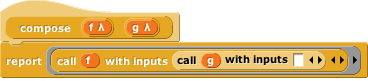 compose f λ g λ
report call f with inputs call g with inputs